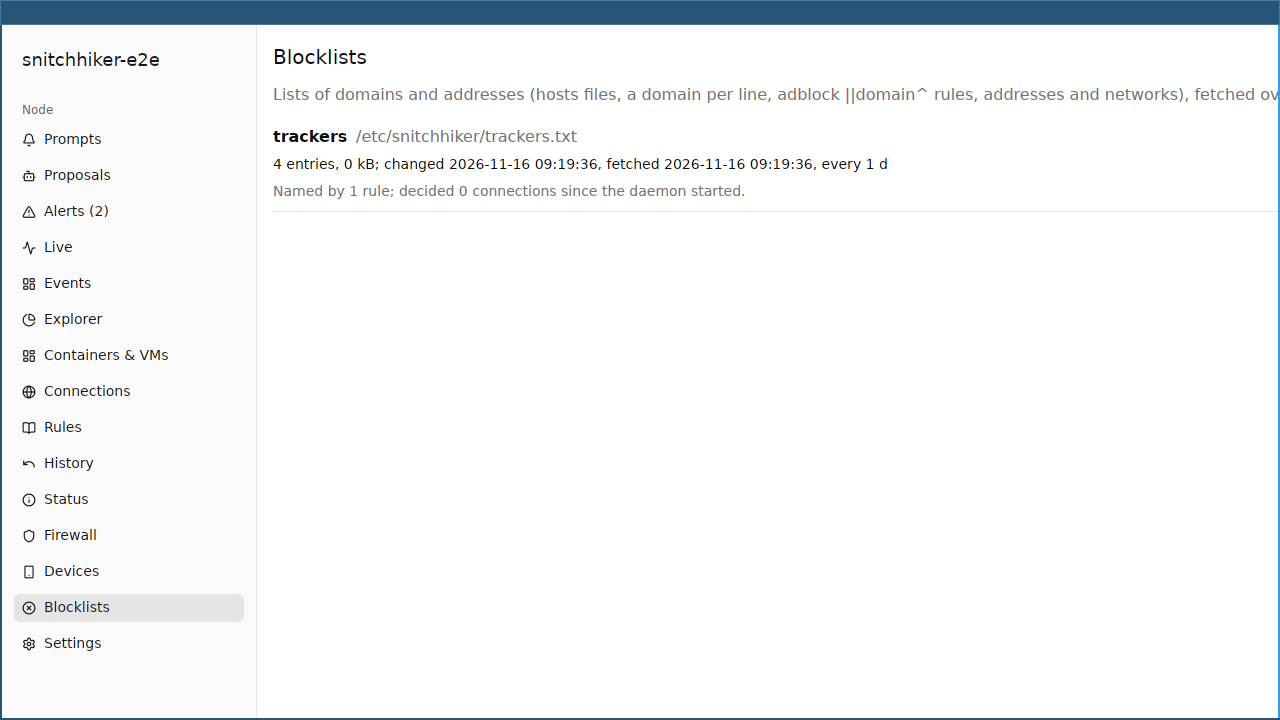 snitchhiker-e2e
Node
Prompts
Proposals
Alerts (2)
Live
Events
Explorer
Containers & VMs
Connections
Rules
History
Status
Firewall
Devices
Blocklists
Settings
Blocklists
Lists of domains and addresses (hosts files, a domain per line, adblock ||domain^ rules, addresses and networks), fetched
trackers /etc/snitchhiker/trackers.txt
4 entries, 0 kB; changed 2026-11-16 09:19:36, fetched 2026-11-16 09:19:36, every 1 d
Named by 1 rule; decided 0 connections since the daemon started.